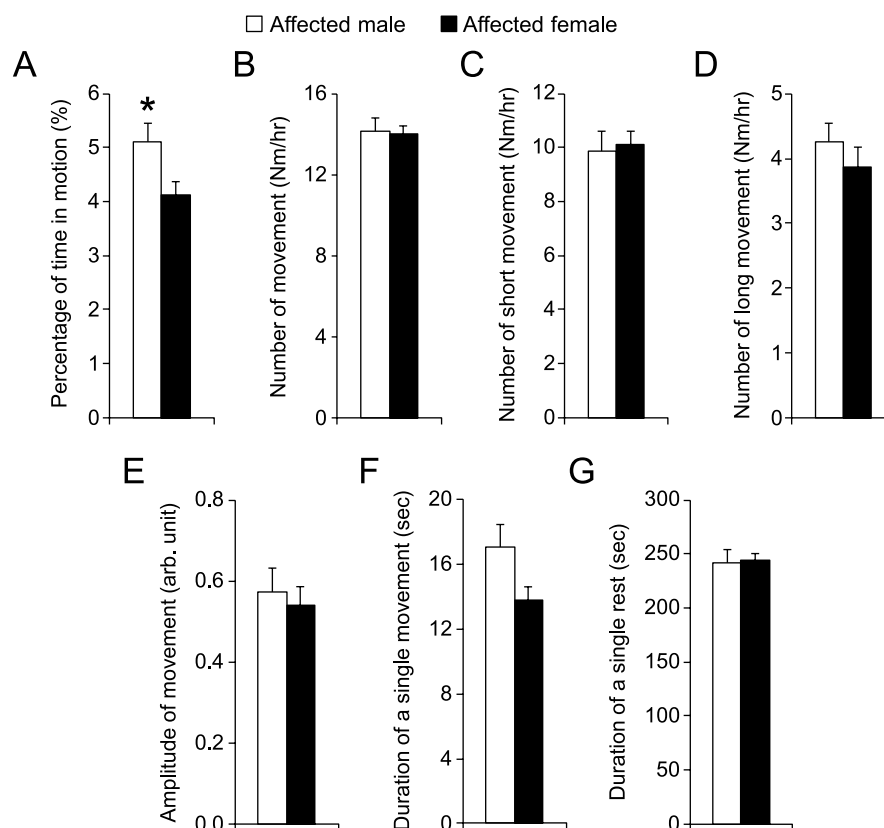 Affected male Affected female
A
Percentage of time in motion (%)
6
5
4
3
2
1
0
*
B
Number of movement (Nm/hr)
16
12
8
4
0
C
Number of short movement (Nm/hr)
12
10
8
6
4
2
0
D
Number of long movement (Nm/hr)
5
4
3
2
1
0
E
Amplitude of movement (arb. unit)
0.8
0.6
0.4
0.2
0.0
F
Duration of a single movement (sec)
20
16
12
8
4
0
G
Duration of a single rest (sec)
300
250
200
150
100
50
0